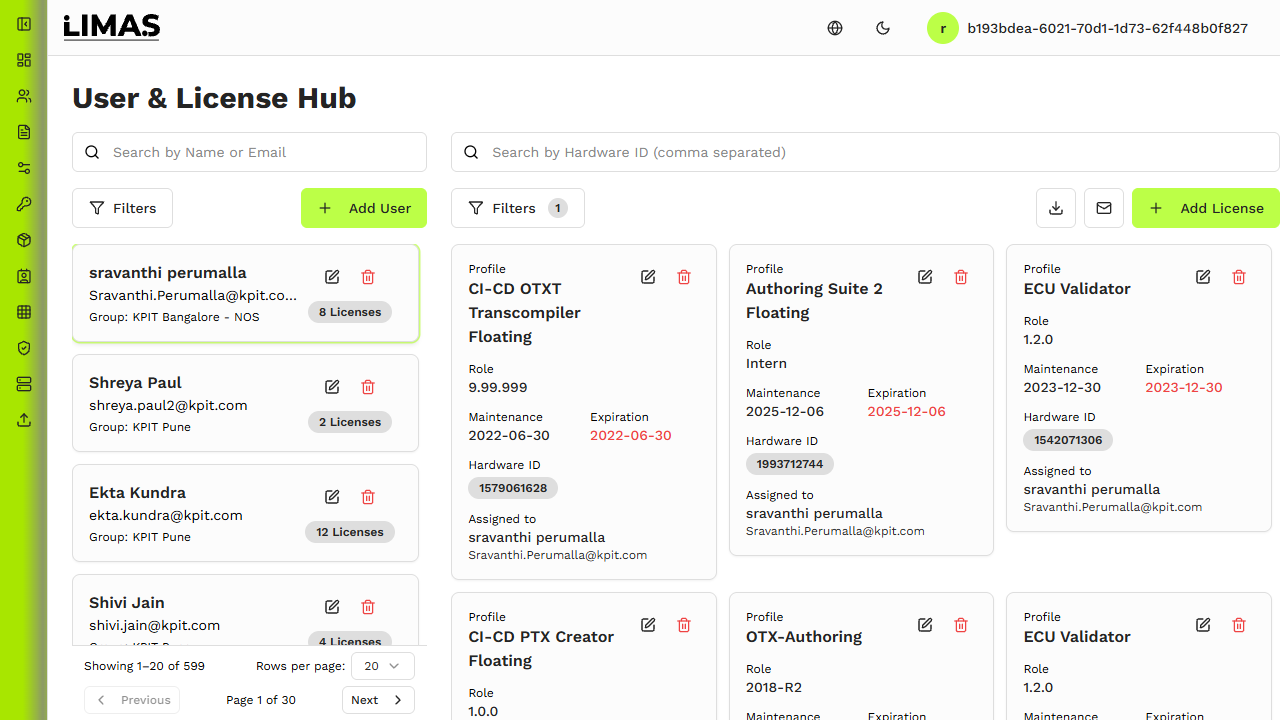 LIMAS
r
b193bdea-6021-70d1-1d73-62f448b0f827
User & License Hub
Search by Name or Email
Filters
Add User
sravanthi perumalla
Sravanthi.Perumalla@kpit.co...
Group: KPIT Bangalore - NOS
8 Licenses
Shreya Paul
shreya.paul2@kpit.com
Group: KPIT Pune
2 Licenses
Ekta Kundra
ekta.kundra@kpit.com
Group: KPIT Pune
12 Licenses
Shivi Jain
shivi.jain@kpit.com
4 Licenses
Showing 1–20 of 599
Rows per page:
20
Previous
Page 1 of 30
Next
Search by Hardware ID (comma separated)
Filters
1
Add License
Profile
CI-CD OTXT
Transcompiler
Floating
Role
9.99.999
Maintenance
Expiration
2022-06-30
2022-06-30
Hardware ID
1579061628
Assigned to
sravanthi perumalla
Sravanthi.Perumalla@kpit.com
Profile
Authoring Suite 2
Floating
Role
Intern
Maintenance
Expiration
2025-12-06
2025-12-06
Hardware ID
1993712744
Assigned to
sravanthi perumalla
Sravanthi.Perumalla@kpit.com
Profile
ECU Validator
Role
1.2.0
Maintenance
Expiration
2023-12-30
2023-12-30
Hardware ID
1542071306
Assigned to
sravanthi perumalla
Sravanthi.Perumalla@kpit.com
Profile
CI-CD PTX Creator
Floating
Role
1.0.0
Profile
OTX-Authoring
Role
2018-R2
Maintenance
Expiration
Profile
ECU Validator
Role
1.2.0
Maintenance
Expiration